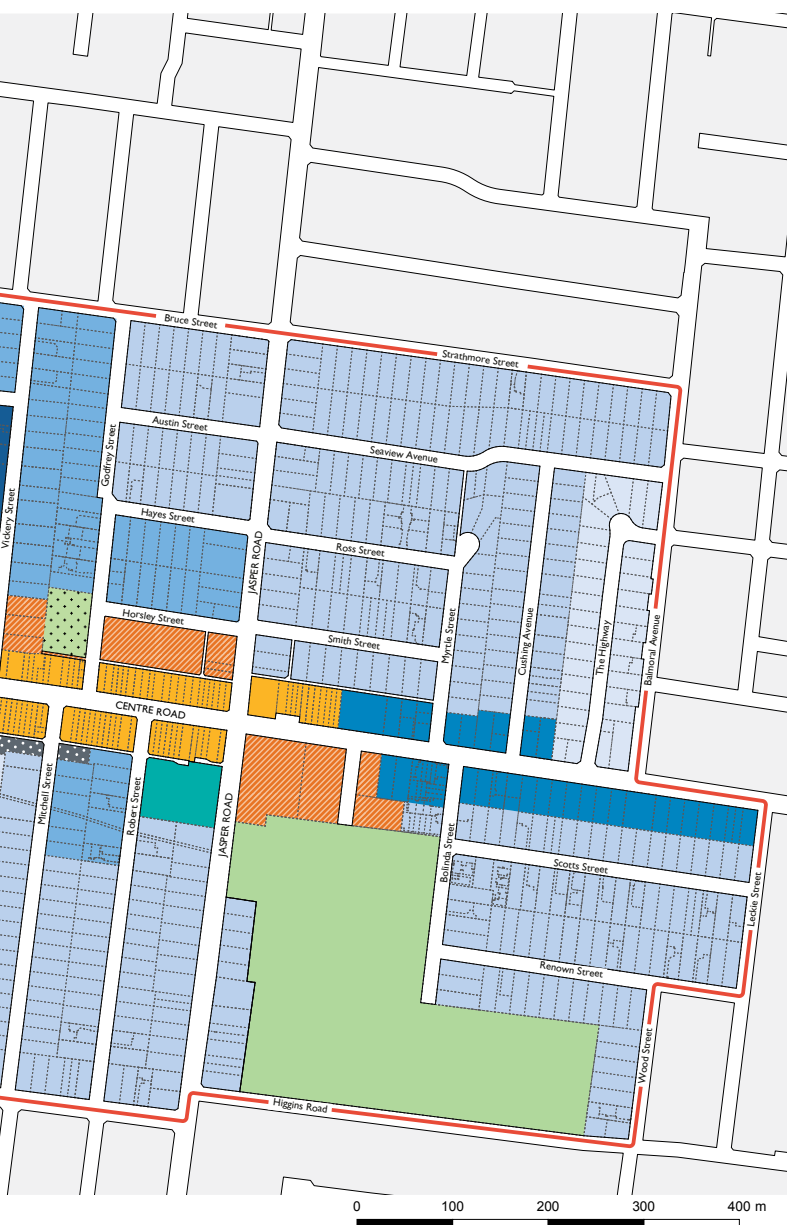 Bruce Street
Strathmore Street
Austin Street
Seaview Avenue
Godfrey Street
Vickery Street
Hayes Street
JASPER ROAD
Ross Street
Horsley Street
Smith Street
Myrtle Street
Cushing Avenue
The Highway
Balmoral Avenue
CENTRE ROAD
Mitchell Street
Robert Street
JASPER ROAD
Bolinda Street
Scotts Street
Leckie Street
Renown Street
Wood Street
Higgins Road
0 100 200 300 400 m